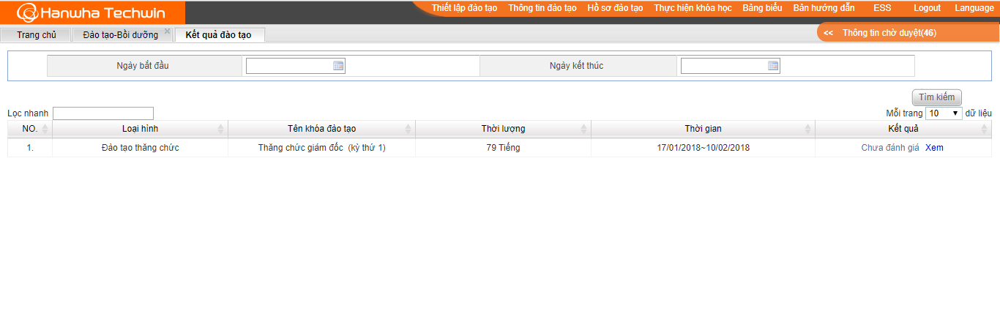 Hanwha Techwin
Thiết lập đào tạo Thông tin đào tạo Hồ sơ đào tạo Thực hiện khóa học Bảng biểu Bản hướng dẫn ESS Logout Language
Trang chủ Đào tạo-Bồi dưỡng Kết quả đào tạo << Thông tin chờ duyệt(46)
Ngày bắt đầu Ngày kết thúc
Tìm kiếm
Lọc nhanh Mỗi trang 10 dữ liệu
NO. Loại hình Tên khóa đào tạo Thời lượng Thời gian Kết quả
1. Đào tạo thăng chức Thăng chức giám đốc (kỳ thứ 1) 79 Tiếng 17/01/2018~10/02/2018 Chưa đánh giá Xem